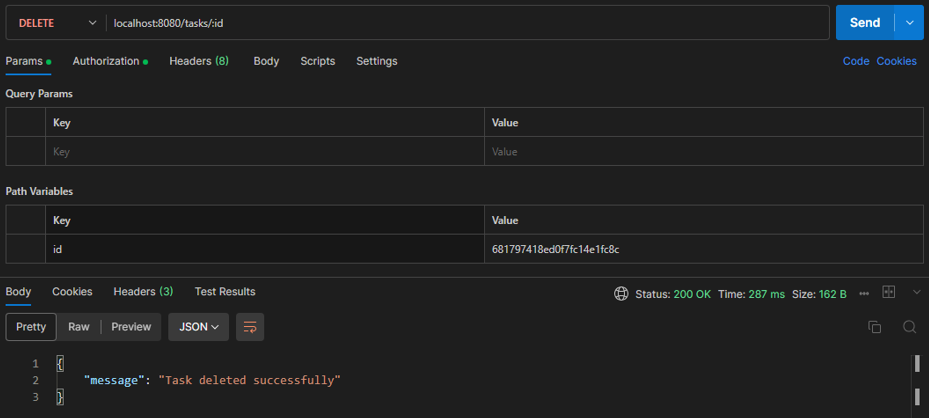 DELETE localhost:8080/tasks/:id Send
Params Authorization Headers (8) Body Scripts Settings Code Cookies
Query Params
Key Value
Key Value
Path Variables
Key Value
id 681797418ed0f7fc14e1fc8c
Body Cookies Headers (3) Test Results Status: 200 OK Time: 287 ms Size: 162 B
Pretty Raw Preview JSON
1 {
2 "message": "Task deleted successfully"
3 }